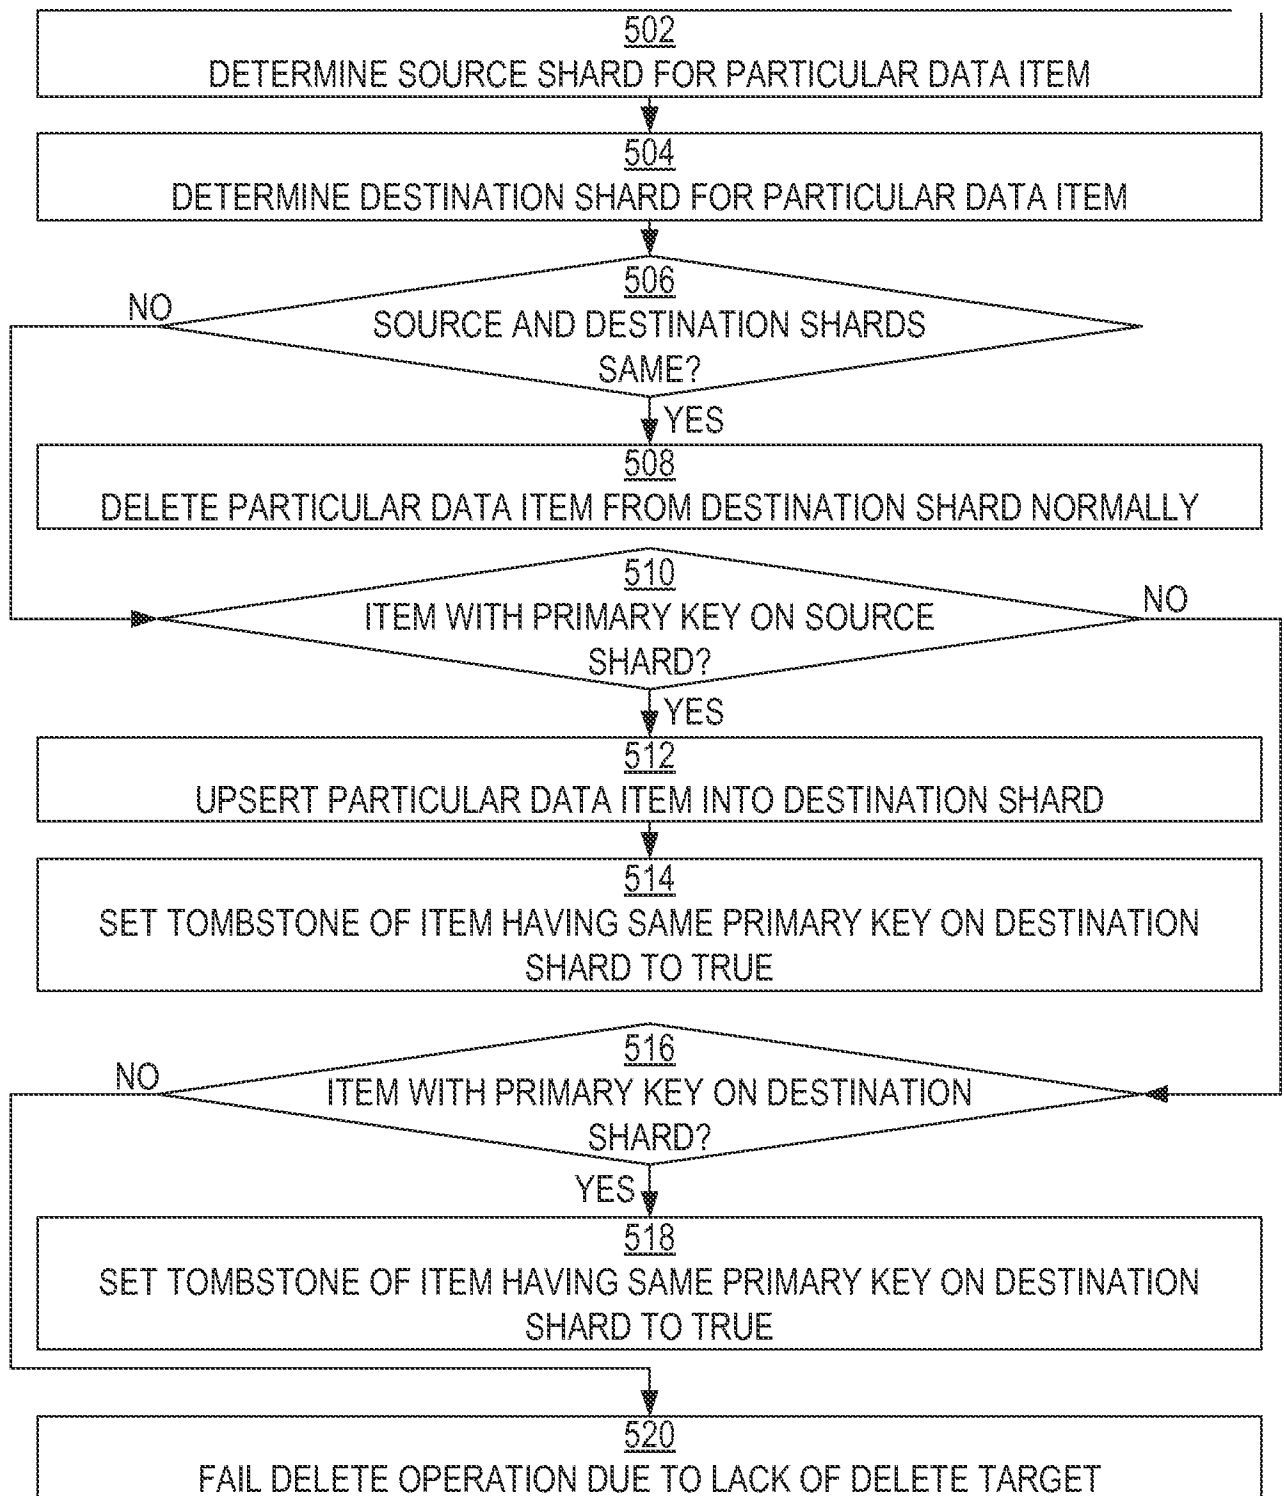 502
DETERMINE SOURCE SHARD FOR PARTICULAR DATA ITEM
504
DETERMINE DESTINATION SHARD FOR PARTICULAR DATA ITEM
506
NO
SOURCE AND DESTINATION SHARDS
SAME?
YES
508
DELETE PARTICULAR DATA ITEM FROM DESTINATION SHARD NORMALLY
510
NO
ITEM WITH PRIMARY KEY ON SOURCE
SHARD?
YES
512
UPSERT PARTICULAR DATA ITEM INTO DESTINATION SHARD
514
SET TOMBSTONE OF ITEM HAVING SAME PRIMARY KEY ON DESTINATION
SHARD TO TRUE
516
NO
ITEM WITH PRIMARY KEY ON DESTINATION
SHARD?
YES
518
SET TOMBSTONE OF ITEM HAVING SAME PRIMARY KEY ON DESTINATION
SHARD TO TRUE
520
FAIL DELETE OPERATION DUE TO LACK OF DELETE TARGET